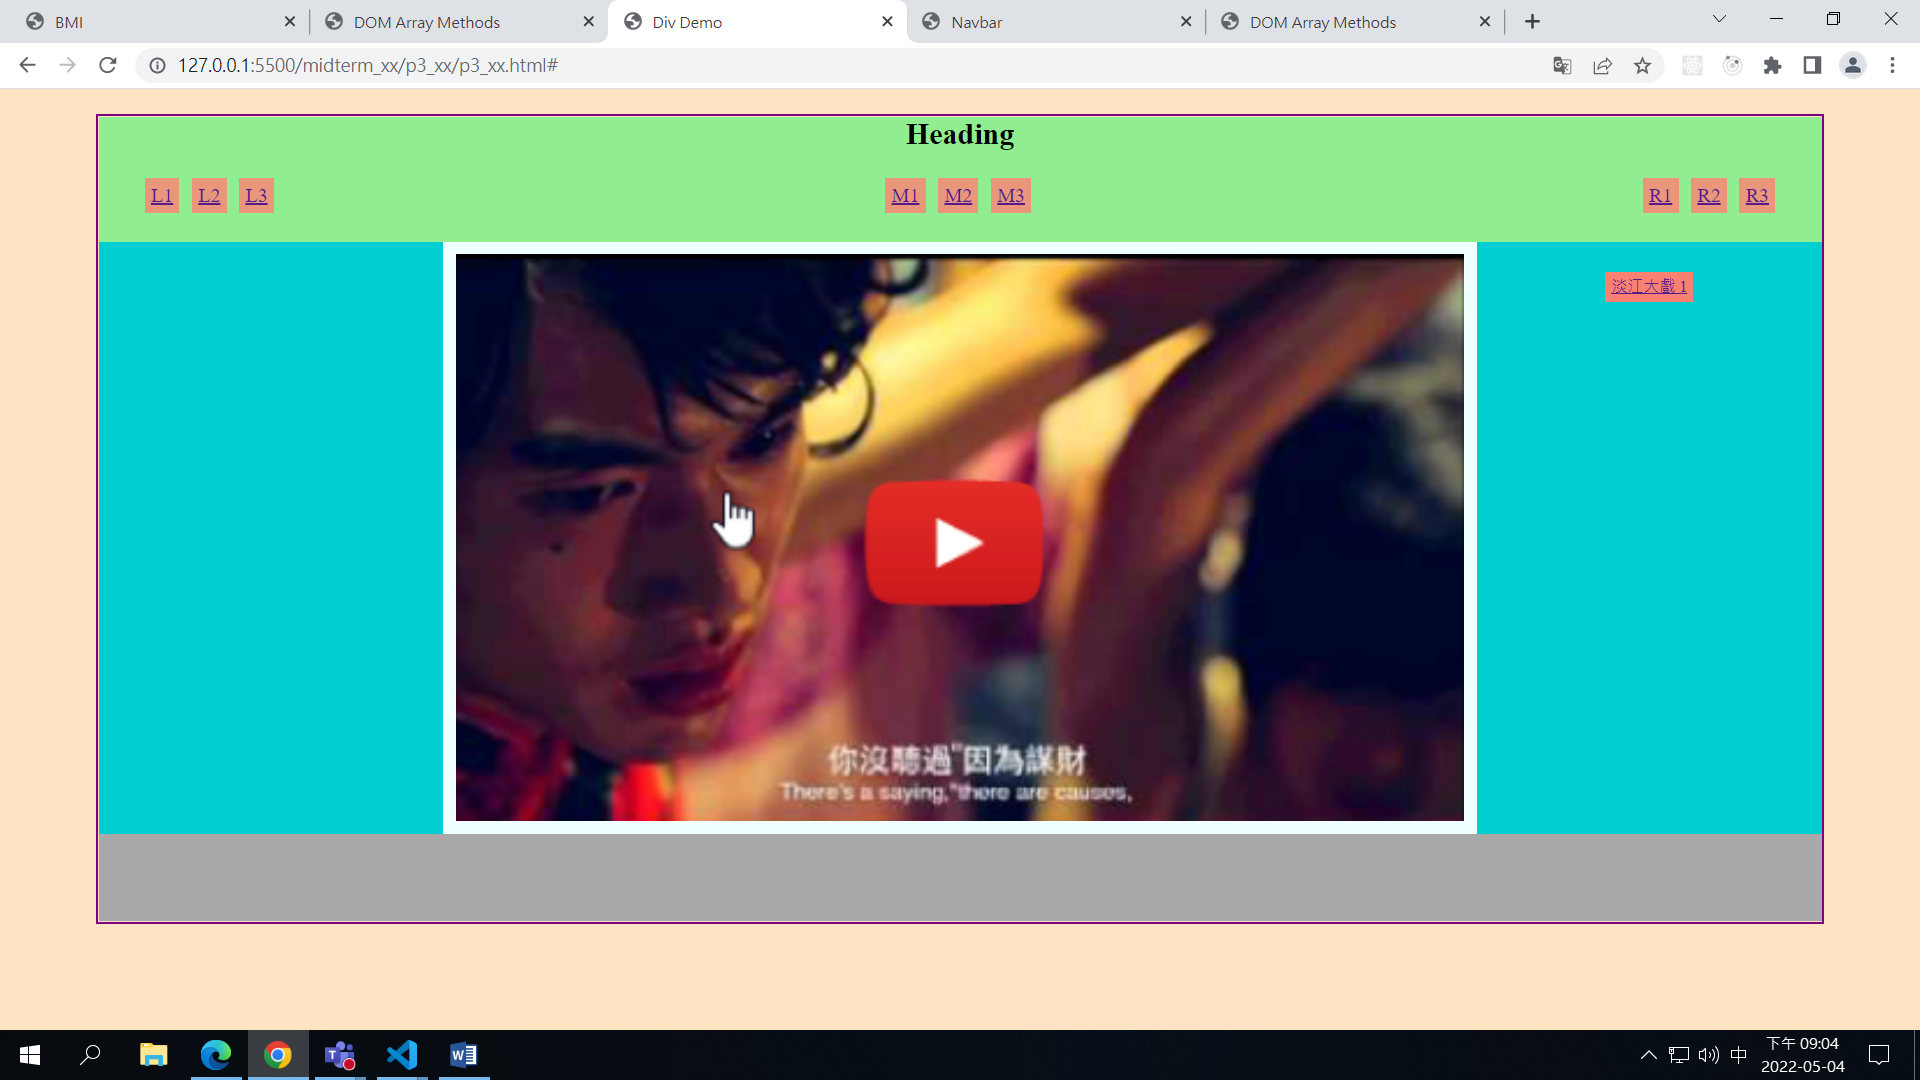 BMI
DOM Array Methods
Div Demo
Navbar
DOM Array Methods
127.0.0.1:5500/midterm_xx/p3_xx/p3_xx.html#
Heading
L1 L2 L3 M1 M2 M3 R1 R2 R3
淡江大戲 1
你沒聽過"因為謀財
There's a saying,"there are causes,
中
下午 09:04
2022-05-04